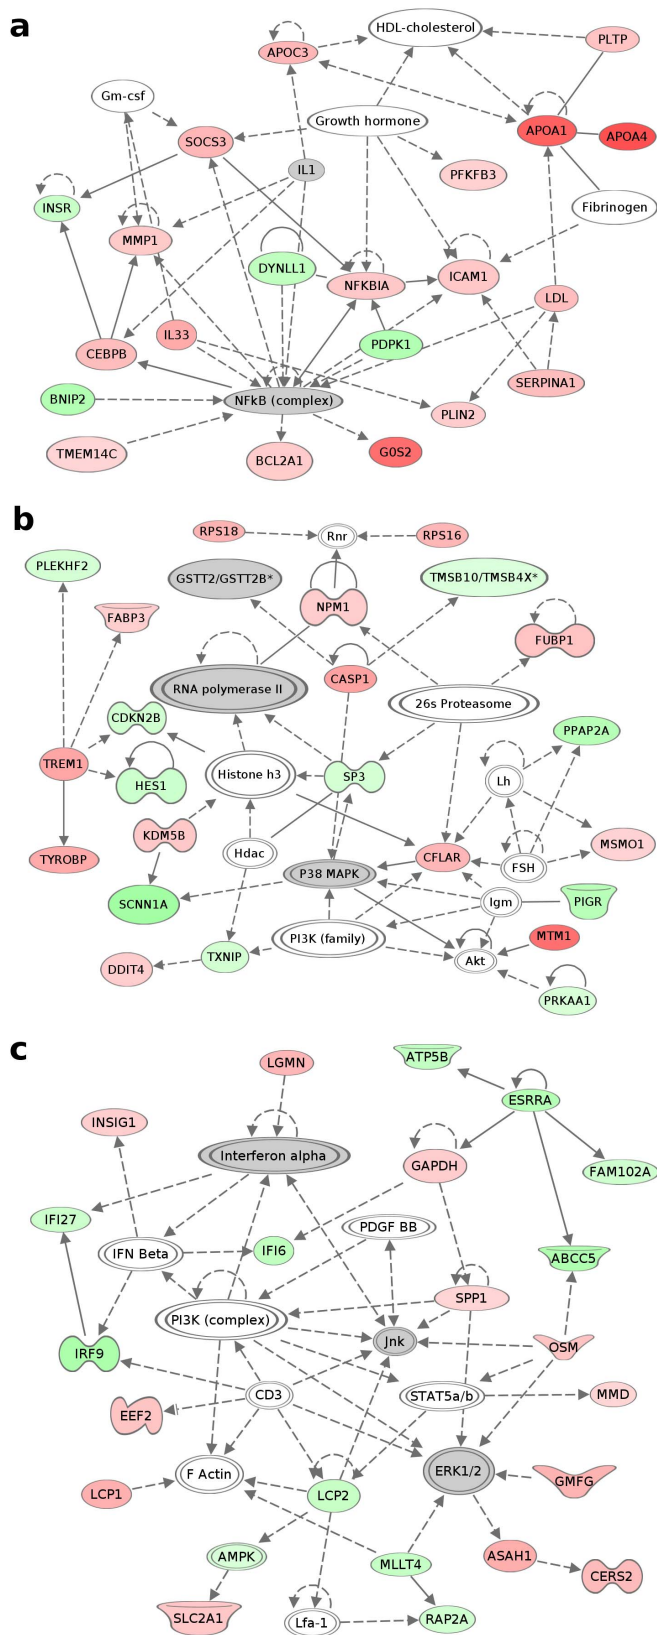 a
HDL-cholesterol
PLTP
APOC3
Gm-csf
Growth hormone
APOA1
APOA4
SOCS3
IL1
PFKFB3
INSR
Fibrinogen
MMP1
DYNLL1
NFKBIA
ICAM1
LDL
IL33
PDPK1
CEBPB
SERPINA1
BNIP2
NFkB (complex)
PLIN2
TMEM14C
BCL2A1
G0S2
b
RPS18
Rnr
RPS16
PLEKHF2
GSTT2/GSTT2B*
TMSB10/TMSB4X*
FABP3
NPM1
FUBP1
RNA polymerase II
CASP1
26s Proteasome
CDKN2B
PPAP2A
TREM1
Histone h3
SP3
Lh
HES1
KDM5B
MSMO1
TYROBP
Hdac
CFLAR
FSH
P38 MAPK
SCNN1A
Igm
PIGR
PI3K (family)
MTM1
DDIT4
TXNIP
Akt
PRKAA1
c
LGMN
ATP5B
ESRRA
INSIG1
Interferon alpha
GAPDH
FAM102A
IFI27
PDGF BB
IFN Beta
IFI6
ABCC5
SPP1
PI3K (complex)
Jnk
OSM
IRF9
CD3
STAT5a/b
MMD
EEF2
F Actin
ERK1/2
LCP1
LCP2
GMFG
AMPK
MLLT4
ASAH1
CERS2
SLC2A1
Lfa-1
RAP2A